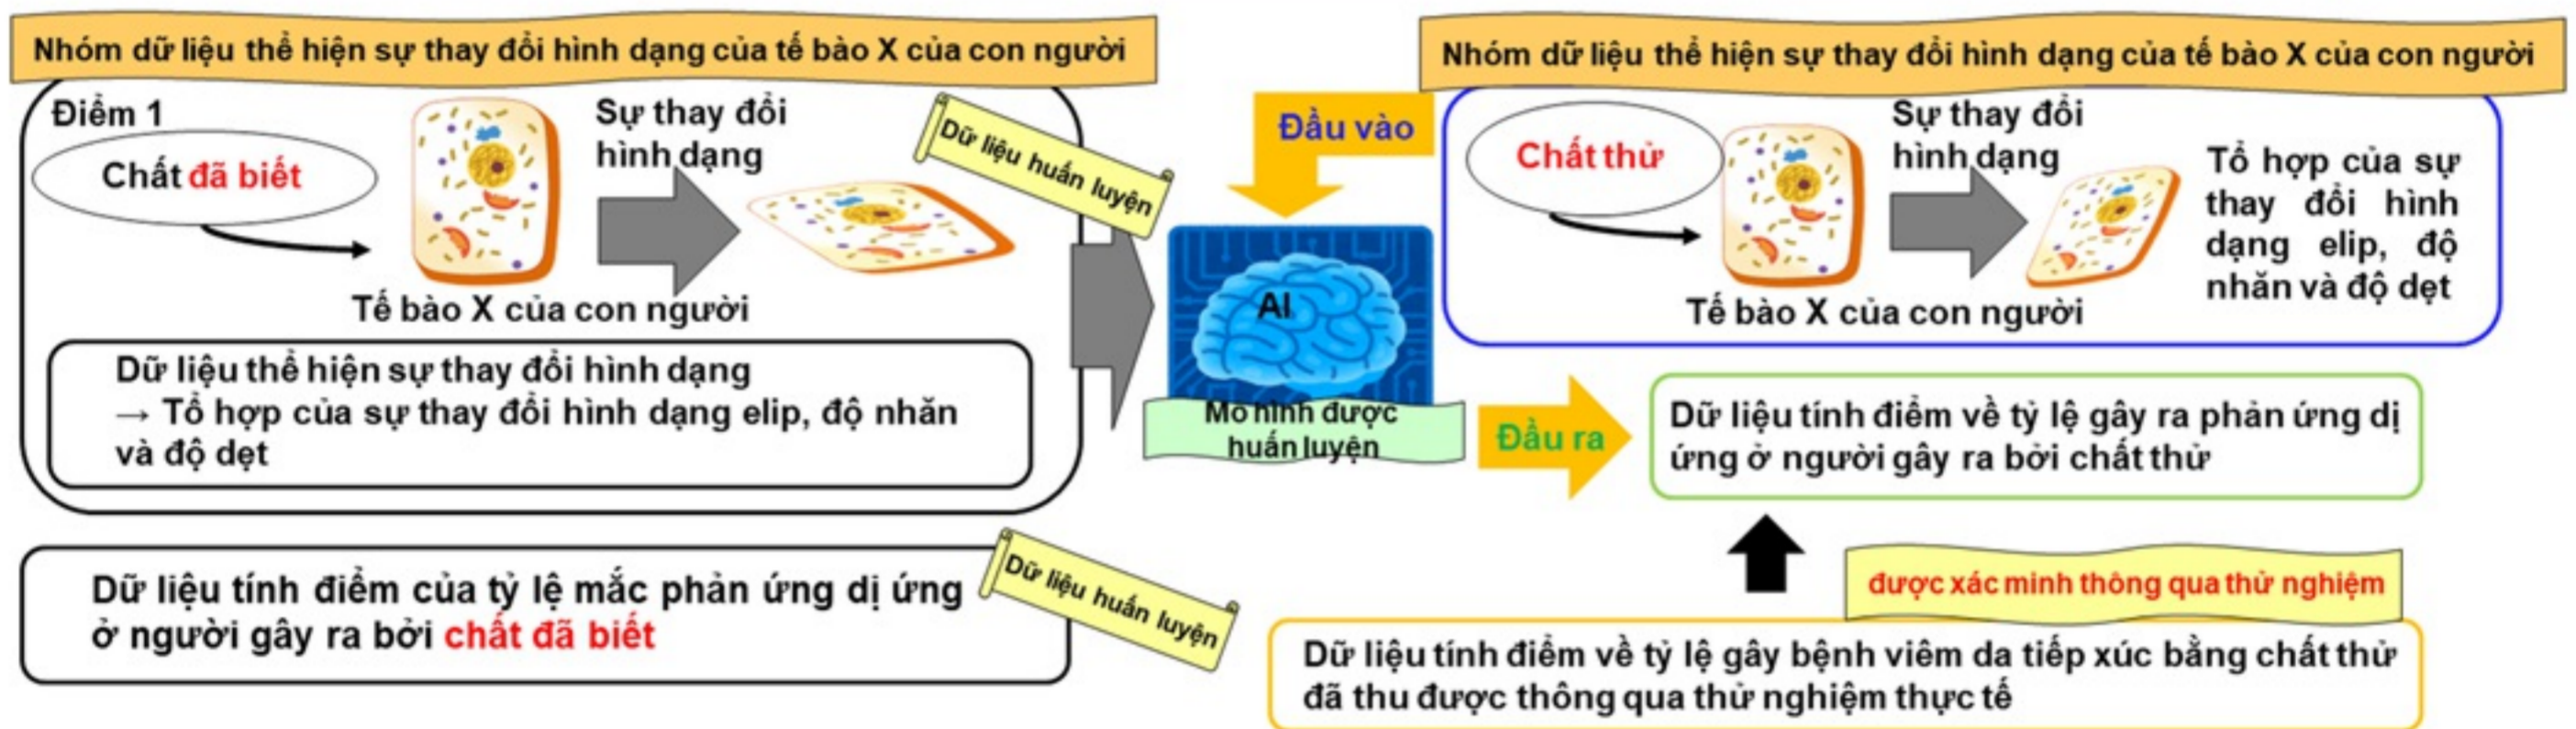 Nhóm dữ liệu thể hiện sự thay đổi hình dạng của tế bào X của con người
Điểm 1
Chất đã biết
Sự thay đổi
hình dạng
Dữ liệu huấn luyện
Tế bào X của con người
Dữ liệu thể hiện sự thay đổi hình dạng
→ Tổ hợp của sự thay đổi hình dạng elip, độ nhăn
và độ dẹt
Dữ liệu tính điểm của tỷ lệ mắc phản ứng dị ứng
ở người gây ra bởi chất đã biết
Dữ liệu huấn luyện
Đầu vào
AI
Mô hình được
huấn luyện
Đầu ra
Nhóm dữ liệu thể hiện sự thay đổi hình dạng của tế bào X của con người
Chất thử
Sự thay đổi
hình dạng
Tế bào X của con người
Tổ hợp của sự
thay đổi hình
dạng elip, độ
nhăn và độ dẹt
Dữ liệu tính điểm về tỷ lệ gây ra phản ứng dị
ứng ở người gây ra bởi chất thử
được xác minh thông qua thử nghiệm
Dữ liệu tính điểm về tỷ lệ gây bệnh viêm da tiếp xúc bằng chất thử
đã thu được thông qua thử nghiệm thực tế